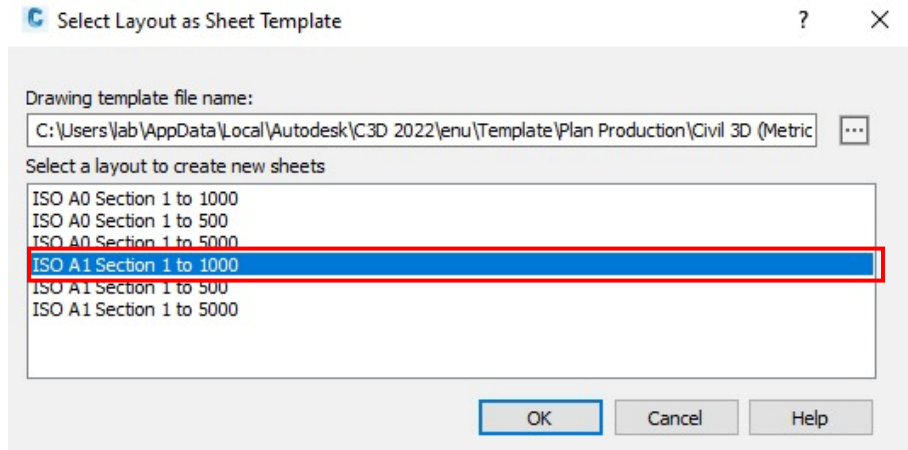 C Select Layout as Sheet Template ? X
Drawing template file name:
C:\Users\lab\AppData\Local\Autodesk\C3D 2022\enu\Template\Plan Production\Civil 3D (Metric ...
Select a layout to create new sheets
ISO A0 Section 1 to 1000
ISO A0 Section 1 to 500
ISO A0 Section 1 to 5000
ISO A1 Section 1 to 1000
ISO A1 Section 1 to 500
ISO A1 Section 1 to 5000
OK Cancel Help